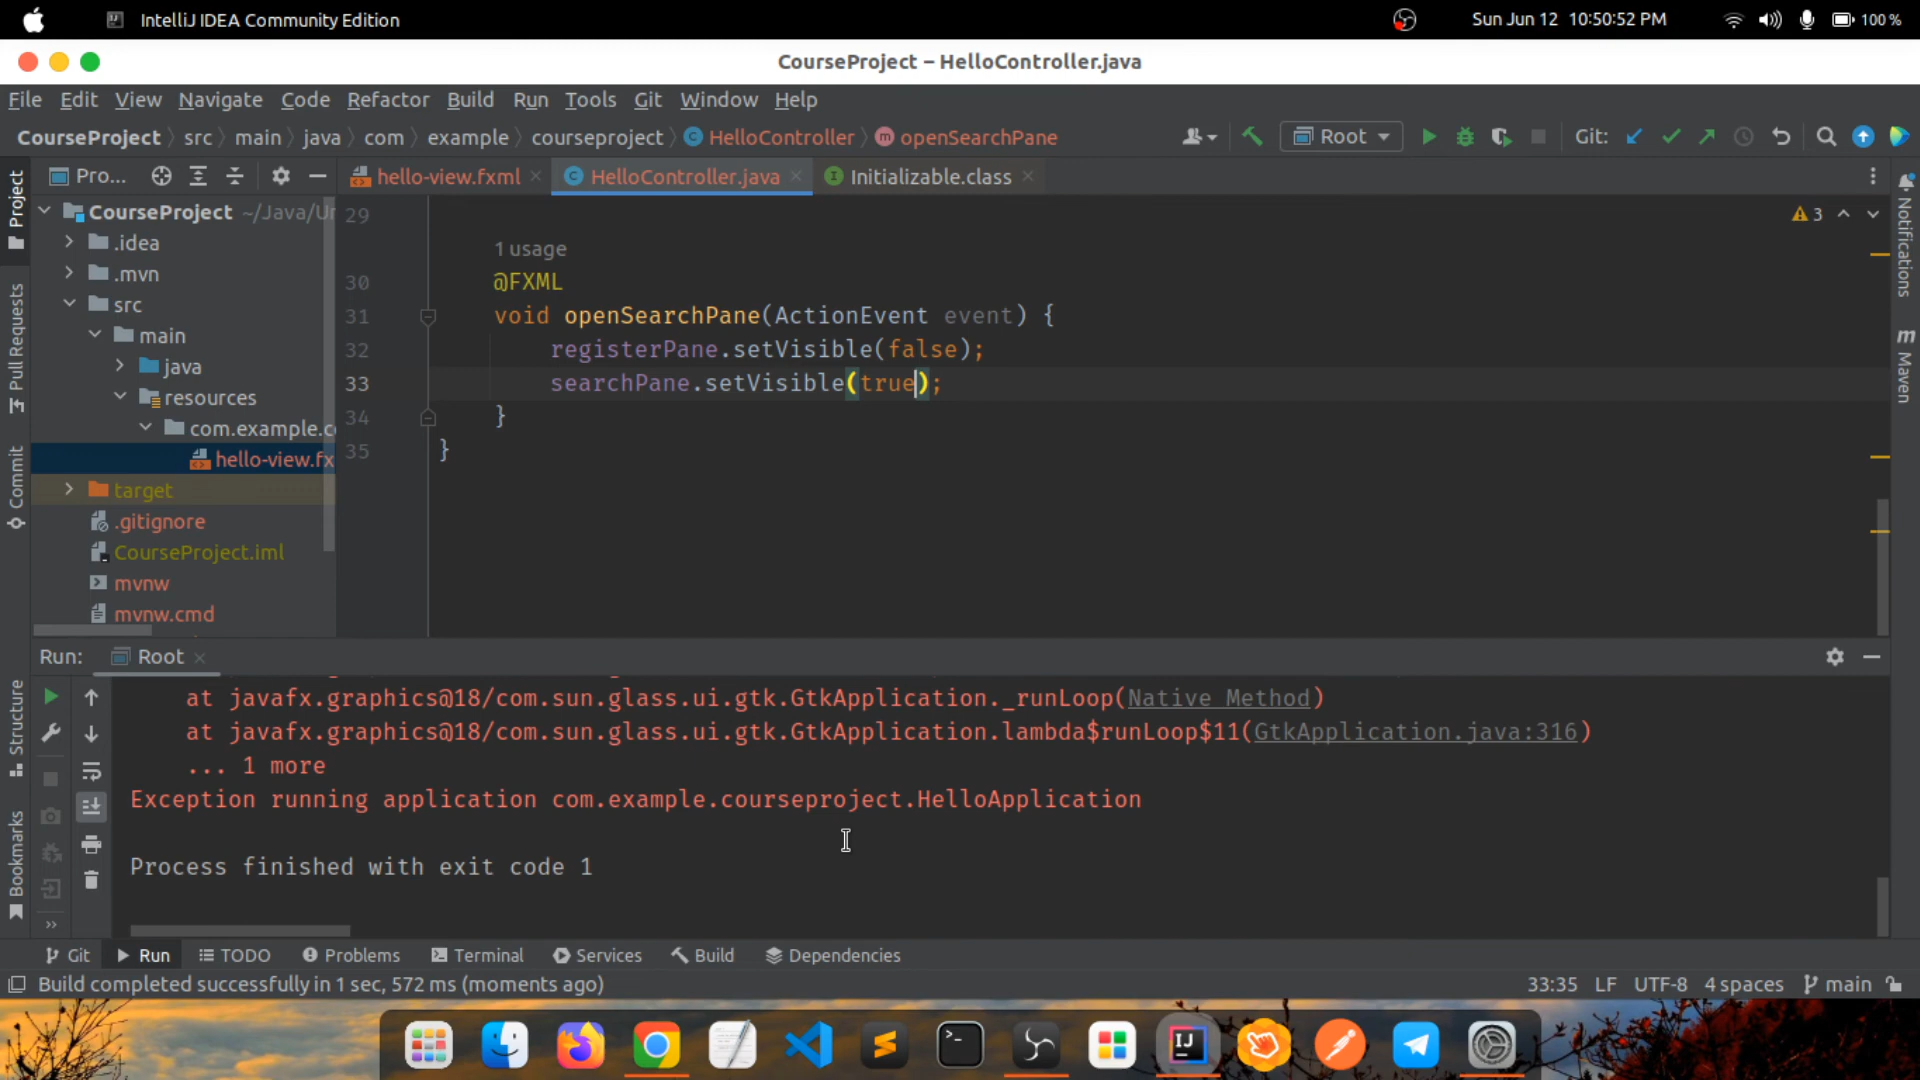 IntelliJ IDEA Community Edition
Sun Jun 12 10:50:52 PM
100 %
CourseProject – HelloController.java
File Edit View Navigate Code Refactor Build Run Tools Git Window Help
CourseProject src main java com example courseproject HelloController openSearchPane
Root
Git:
Project
Pro...
hello-view.fxml
HelloController.java
Initializable.class
Notifications
CourseProject ~/Java/Ur
.idea
.mvn
src
main
java
resources
com.example.c
hello-view.fx
target
.gitignore
CourseProject.iml
mvnw
mvnw.cmd
Pull Requests
Commit
Structure
Bookmarks
Maven
3
29
1 usage
30 @FXML
31 void openSearchPane(ActionEvent event) {
32 registerPane.setVisible(false);
33 searchPane.setVisible(true);
34 }
35 }
Run: Root
at javafx.graphics@18/com.sun.glass.ui.gtk.GtkApplication._runLoop(Native Method)
at javafx.graphics@18/com.sun.glass.ui.gtk.GtkApplication.lambda$runLoop$11(GtkApplication.java:316)
... 1 more
Exception running application com.example.courseproject.HelloApplication
Process finished with exit code 1
Git Run TODO Problems Terminal Services Build Dependencies
Build completed successfully in 1 sec, 572 ms (moments ago)
33:35 LF UTF-8 4 spaces main